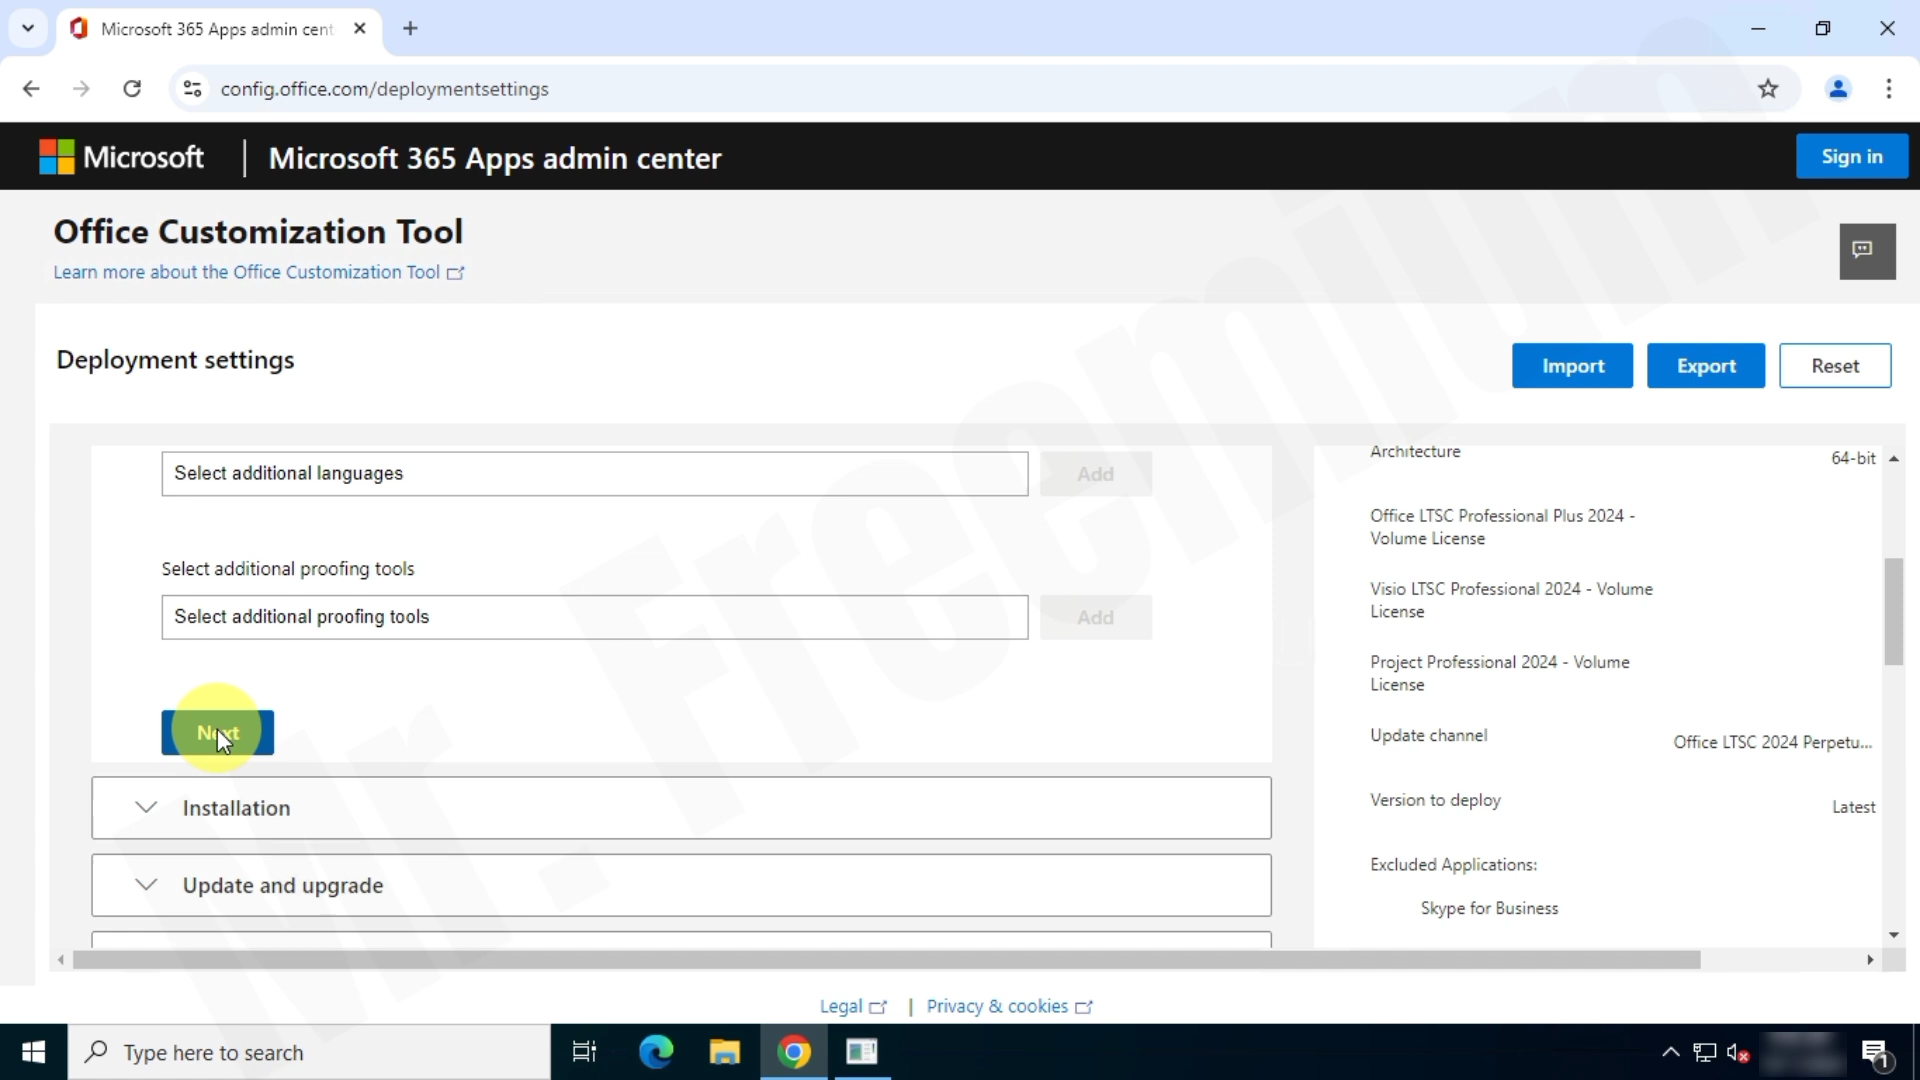 Microsoft 365 Apps admin cent
config.office.com/deploymentsettings
Microsoft | Microsoft 365 Apps admin center
Sign in
Office Customization Tool
Learn more about the Office Customization Tool
Deployment settings
Import
Export
Reset
Select additional languages
Add
Select additional proofing tools
Select additional proofing tools
Add
Next
Installation
Update and upgrade
Architecture
64-bit
Office LTSC Professional Plus 2024 -
Volume License
Visio LTSC Professional 2024 - Volume
License
Project Professional 2024 - Volume
License
Update channel
Office LTSC 2024 Perpetu...
Version to deploy
Latest
Excluded Applications:
Skype for Business
Legal | Privacy & cookies
Type here to search
1
Mr. Freemium